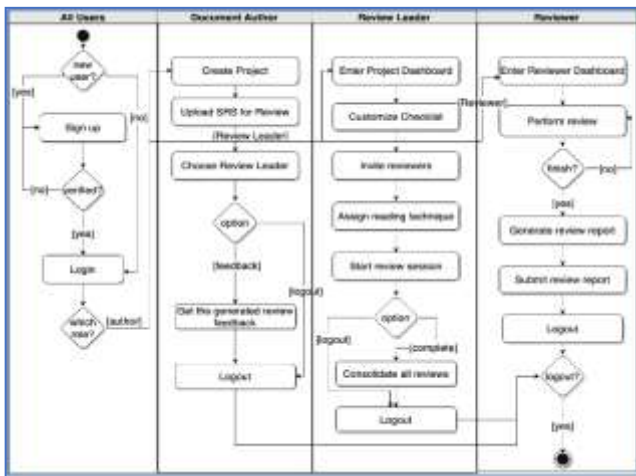 All Users
Document Author
Review Leader
Reviewer
new
user?
[yes]
[no]
Sign up
[no]
verified?
[yes]
Login
which
role?
[author]
Create Project
Upload SRS for Review
[Review Leader]
Choose Review Leader
option
[feedback]
[logout]
Get the generated review
feedback
Logout
Enter Project Dashboard
Customize Checklist
Invite reviewers
Assign reading technique
Start review session
option
[logout]
[complete]
Consolidate all reviews
Logout
Enter Reviewer Dashboard
[Reviewer]
Perform review
finish?
[no]
[yes]
Generate review report
Submit review report
Logout
logout?
[yes]